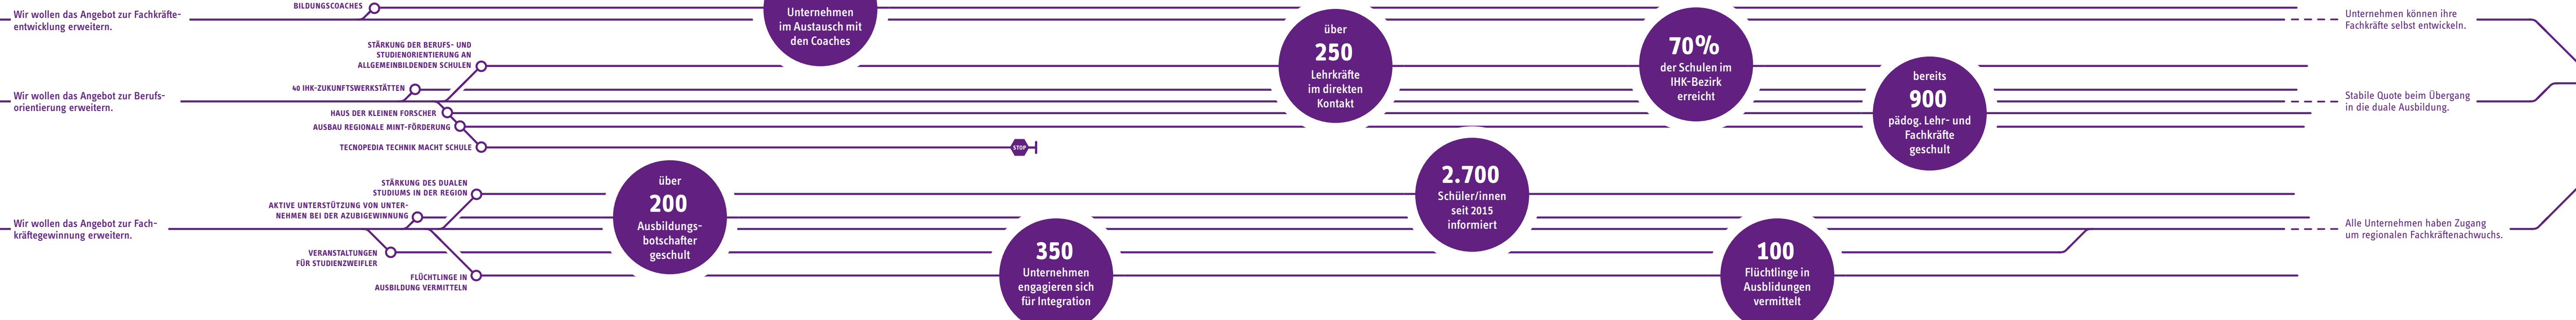 Wir wollen das Angebot zur Fachkräfte-
entwicklung erweitern.
BILDUNGSCOACHES
Unternehmen
im Austausch mit
den Coaches
Unternehmen können ihre
Fachkräfte selbst entwickeln.
Wir wollen das Angebot zur Berufs-
orientierung erweitern.
STÄRKUNG DER BERUFS- UND
STUDIENORIENTIERUNG AN
ALLGEMEINBILDENDEN SCHULEN
40 IHK-ZUKUNFTSWERKSTÄTTEN
HAUS DER KLEINEN FORSCHER
AUSBAU REGIONALE MINT-FÖRDERUNG
TECNOPEDIA TECHNIK MACHT SCHULE
STOP
über
250
Lehrkräfte
im direkten
Kontakt
70%
der Schulen im
IHK-Bezirk
erreicht
bereits
900
pädog. Lehr- und
Fachkräfte
geschult
Stabile Quote beim Übergang
in die duale Ausbildung.
Wir wollen das Angebot zur Fach-
kräftegewinnung erweitern.
STÄRKUNG DES DUALEN
STUDIUMS IN DER REGION
AKTIVE UNTERSTÜTZUNG VON UNTER-
NEHMEN BEI DER AZUBIGEWINNUNG
VERANSTALTUNGEN
FÜR STUDIENZWEIFLER
FLÜCHTLINGE IN
AUSBILDUNG VERMITTELN
über
200
Ausbildungs-
botschafter
geschult
350
Unternehmen
engagieren sich
für Integration
2.700
Schüler/innen
seit 2015
informiert
100
Flüchtlinge in
Ausblidungen
vermittelt
Alle Unternehmen haben Zugang
um regionalen Fachkräftenachwuchs.